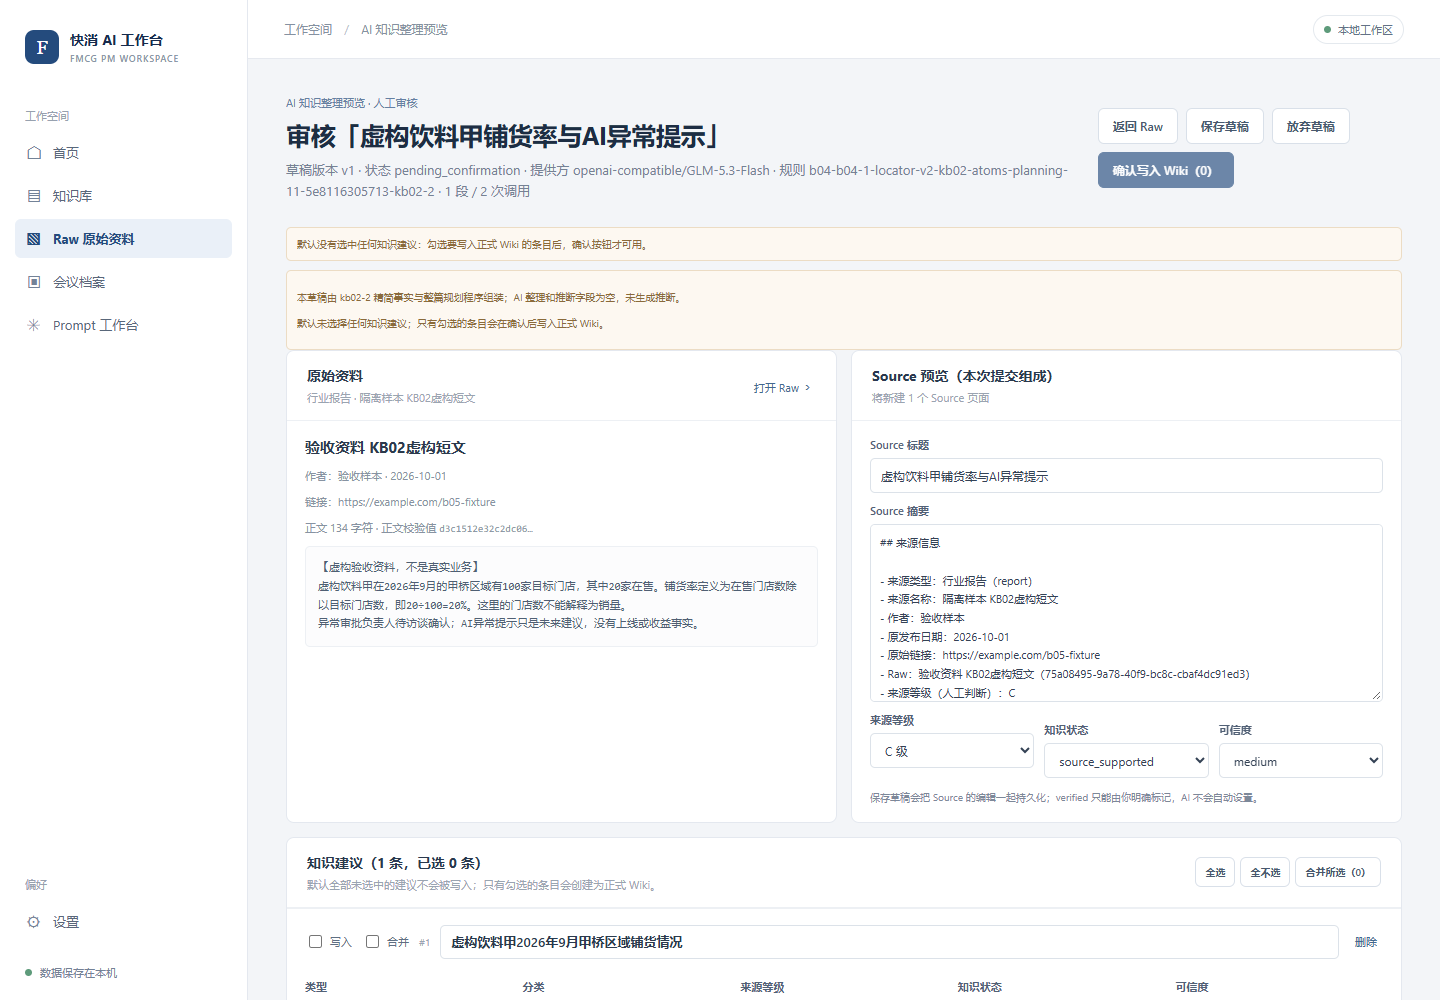 F
快消 AI 工作台
FMCG PM WORKSPACE
工作空间
首页
知识库
Raw 原始资料
会议档案
Prompt 工作台
偏好
设置
数据保存在本机
工作空间 / AI 知识整理预览
本地工作区
AI 知识整理预览 · 人工审核
审核「虚构饮料甲铺货率与AI异常提示」
草稿版本 v1 · 状态 pending_confirmation · 提供方 openai-compatible/GLM-5.3-Flash · 规则 b04-b04-1-locator-v2-kb02-atoms-planning-
11-5e8116305713-kb02-2 · 1 段 / 2 次调用
返回 Raw
保存草稿
放弃草稿
确认写入 Wiki（0）
默认没有选中任何知识建议：勾选要写入正式 Wiki 的条目后，确认按钮才可用。
本草稿由 kb02-2 精简事实与整篇规划程序组装；AI 整理和推断字段为空，未生成推断。
默认未选择任何知识建议；只有勾选的条目会在确认后写入正式 Wiki。
原始资料
行业报告 · 隔离样本 KB02虚构短文
打开 Raw ›
验收资料 KB02虚构短文
作者：验收样本 · 2026-10-01
链接：https://example.com/b05-fixture
正文 134 字符 · 正文校验值 d3c1512e32c2dc06…
【虚构验收资料，不是真实业务】
虚构饮料甲在2026年9月的甲桥区域有100家目标门店，其中20家在售。铺货率定义为在售门店数除
以目标门店数，即20÷100=20%。这里的门店数不能解释为销量。
异常审批负责人待访谈确认；AI异常提示只是未来建议，没有上线或收益事实。
Source 预览（本次提交组成）
将新建 1 个 Source 页面
Source 标题
虚构饮料甲铺货率与AI异常提示
Source 摘要
## 来源信息
- 来源类型：行业报告（report）
- 来源名称：隔离样本 KB02虚构短文
- 作者：验收样本
- 原发布日期：2026-10-01
- 原始链接：https://example.com/b05-fixture
- Raw：验收资料 KB02虚构短文（75a08495-9a78-40f9-bc8c-cbaf4dc91ed3）
- 来源等级（人工判断）：C
来源等级
知识状态
可信度
C 级
source_supported
medium
保存草稿会把 Source 的编辑一起持久化；verified 只能由你明确标记，AI 不会自动设置。
知识建议（1 条，已选 0 条）
默认全部未选中的建议不会被写入；只有勾选的条目会创建为正式 Wiki。
全选
全不选
合并所选（0）
写入
合并
#1
虚构饮料甲2026年9月甲桥区域铺货情况
删除
类型
分类
来源等级
知识状态
可信度